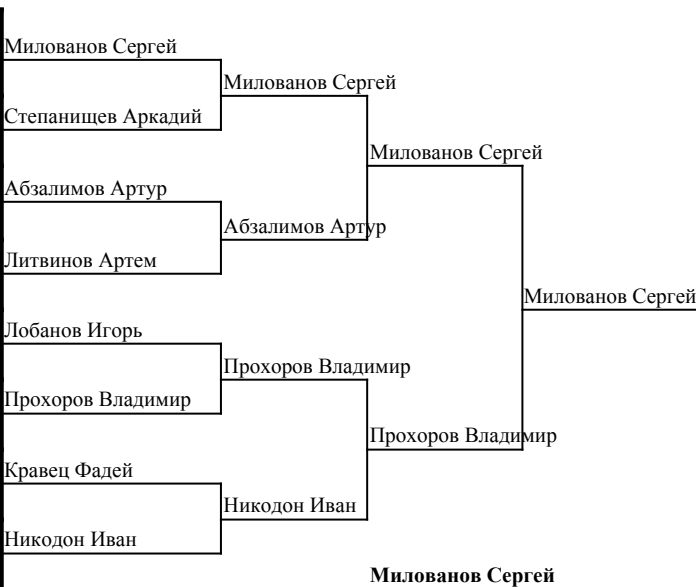 Милованов Сергей
Милованов Сергей
Степанищев Аркадий
Милованов Сергей
Абзалимов Артур
Абзалимов Артур
Литвинов Артем
Милованов Сергей
Лобанов Игорь
Прохоров Владимир
Прохоров Владимир
Прохоров Владимир
Кравец Фадей
Никодон Иван
Никодон Иван
Милованов Сергей